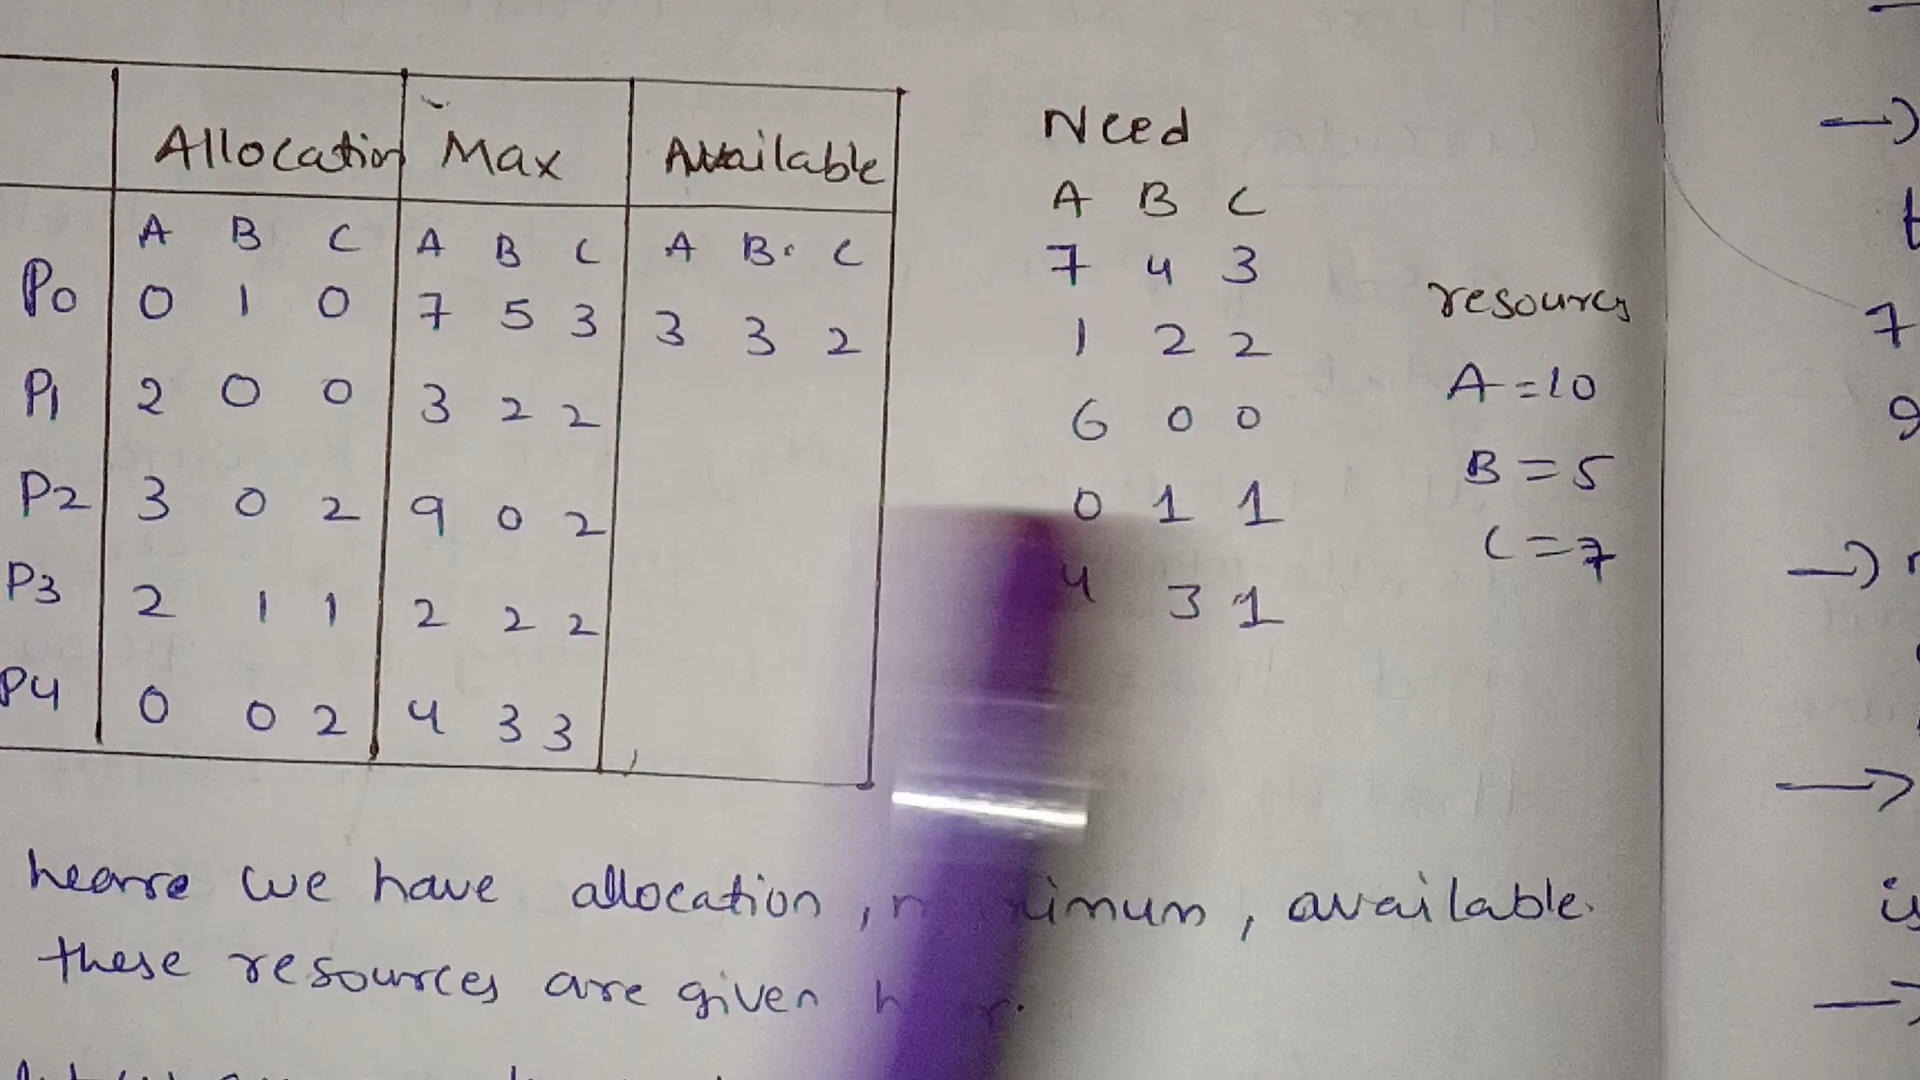 Allocation Max Available
A B C A B C A B C
P0 0 1 0 7 5 3 3 3 2
P1 2 0 0 3 2 2
P2 3 0 2 9 0 2
P3 2 1 1 2 2 2
P4 0 0 2 4 3 3
Need
A B C
7 4 3
1 2 2
6 0 0
0 1 1
4 3 1
resources
A = 10
B = 5
C = 7
we have allocation, , available.
these resources are given